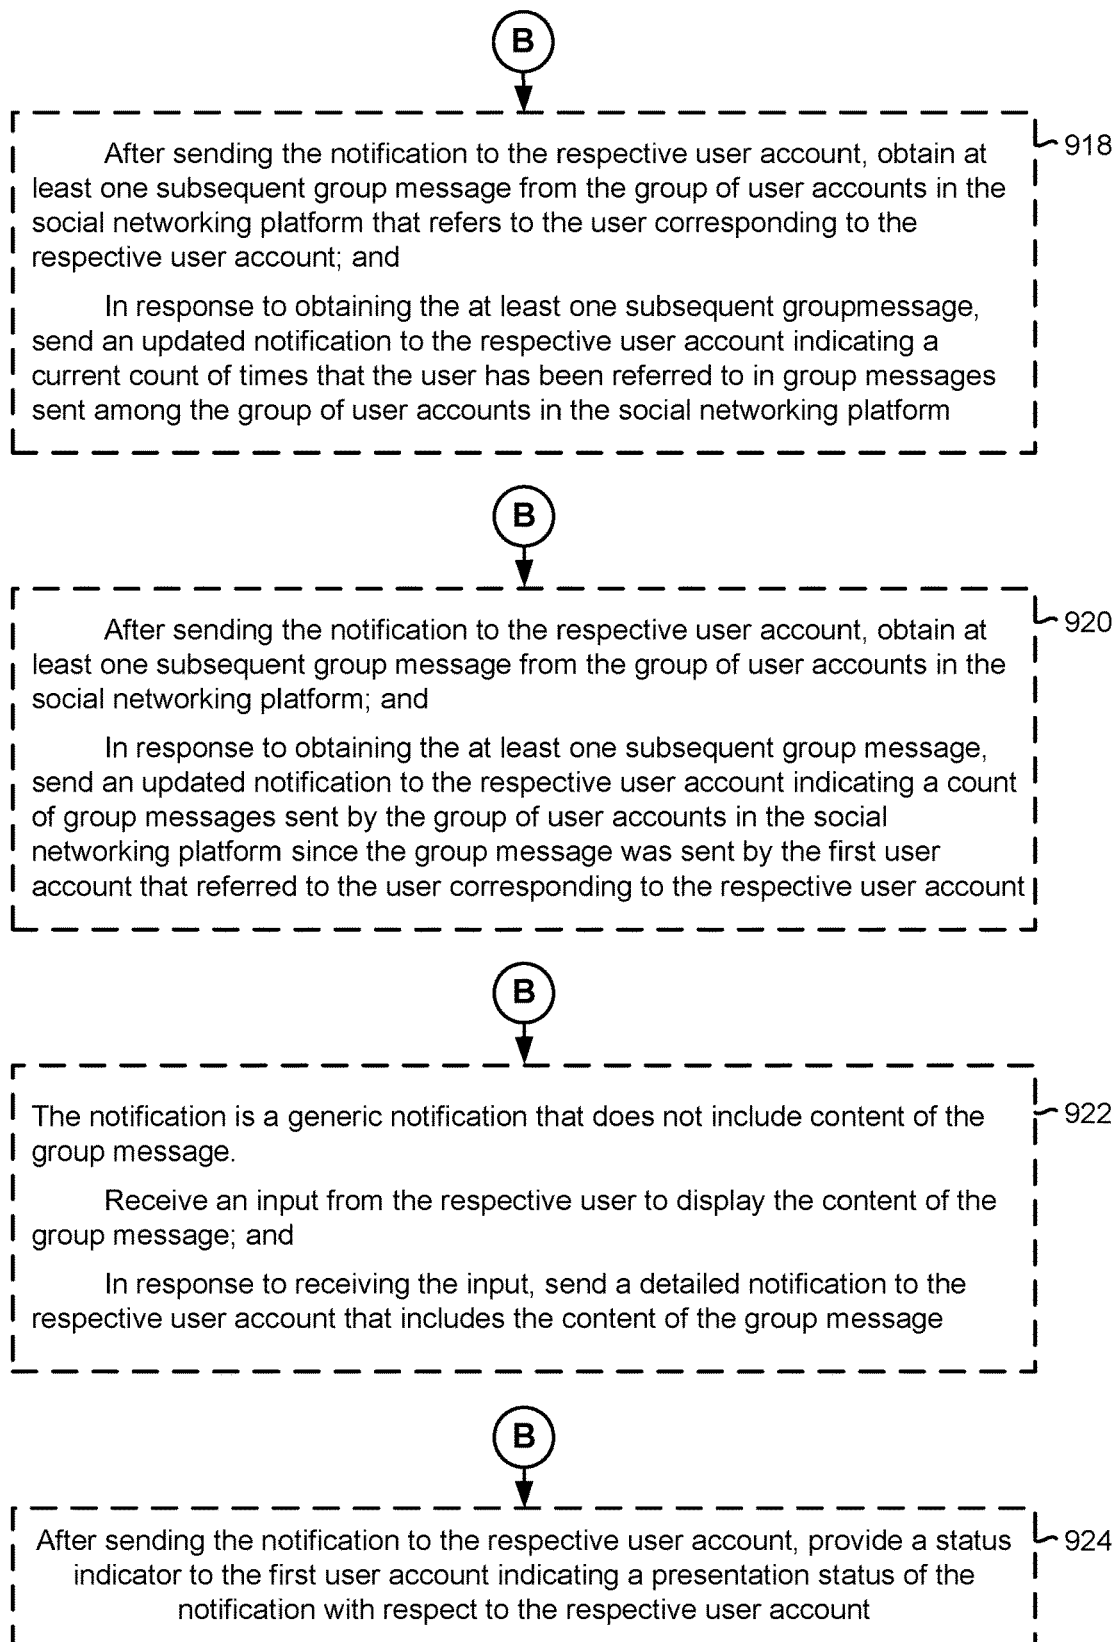 B
918
After sending the notification to the respective user account, obtain at
least one subsequent group message from the group of user accounts in the
social networking platform that refers to the user corresponding to the
respective user account; and
In response to obtaining the at least one subsequent groupmessage,
send an updated notification to the respective user account indicating a
current count of times that the user has been referred to in group messages
sent among the group of user accounts in the social networking platform
B
920
After sending the notification to the respective user account, obtain at
least one subsequent group message from the group of user accounts in the
social networking platform; and
In response to obtaining the at least one subsequent group message,
send an updated notification to the respective user account indicating a count
of group messages sent by the group of user accounts in the social
networking platform since the group message was sent by the first user
account that referred to the user corresponding to the respective user account
B
922
The notification is a generic notification that does not include content of the
group message.
Receive an input from the respective user to display the content of the
group message; and
In response to receiving the input, send a detailed notification to the
respective user account that includes the content of the group message
B
924
After sending the notification to the respective user account, provide a status
indicator to the first user account indicating a presentation status of the
notification with respect to the respective user account